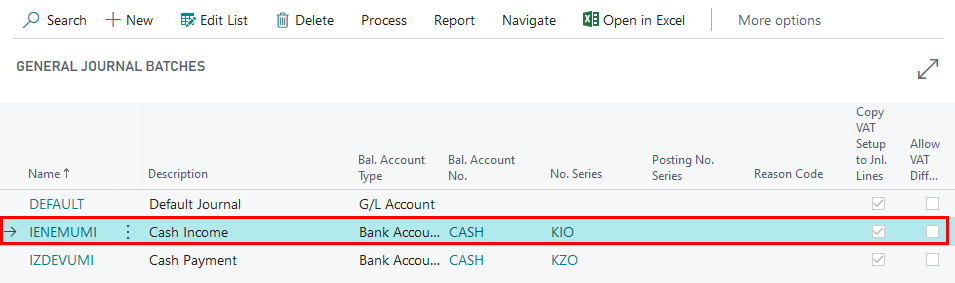 Search + New Edit List Delete Process Report Navigate Open in Excel More options
GENERAL JOURNAL BATCHES
Name ↑ Description Bal. Account Type Bal. Account No. No. Series Posting No. Series Reason Code Copy VAT Setup to Jnl. Lines Allow VAT Diff...
DEFAULT Default Journal G/L Account
→ IENEMUMI Cash Income Bank Accou... CASH KIO
IZDEVUMI Cash Payment Bank Accou... CASH KZO